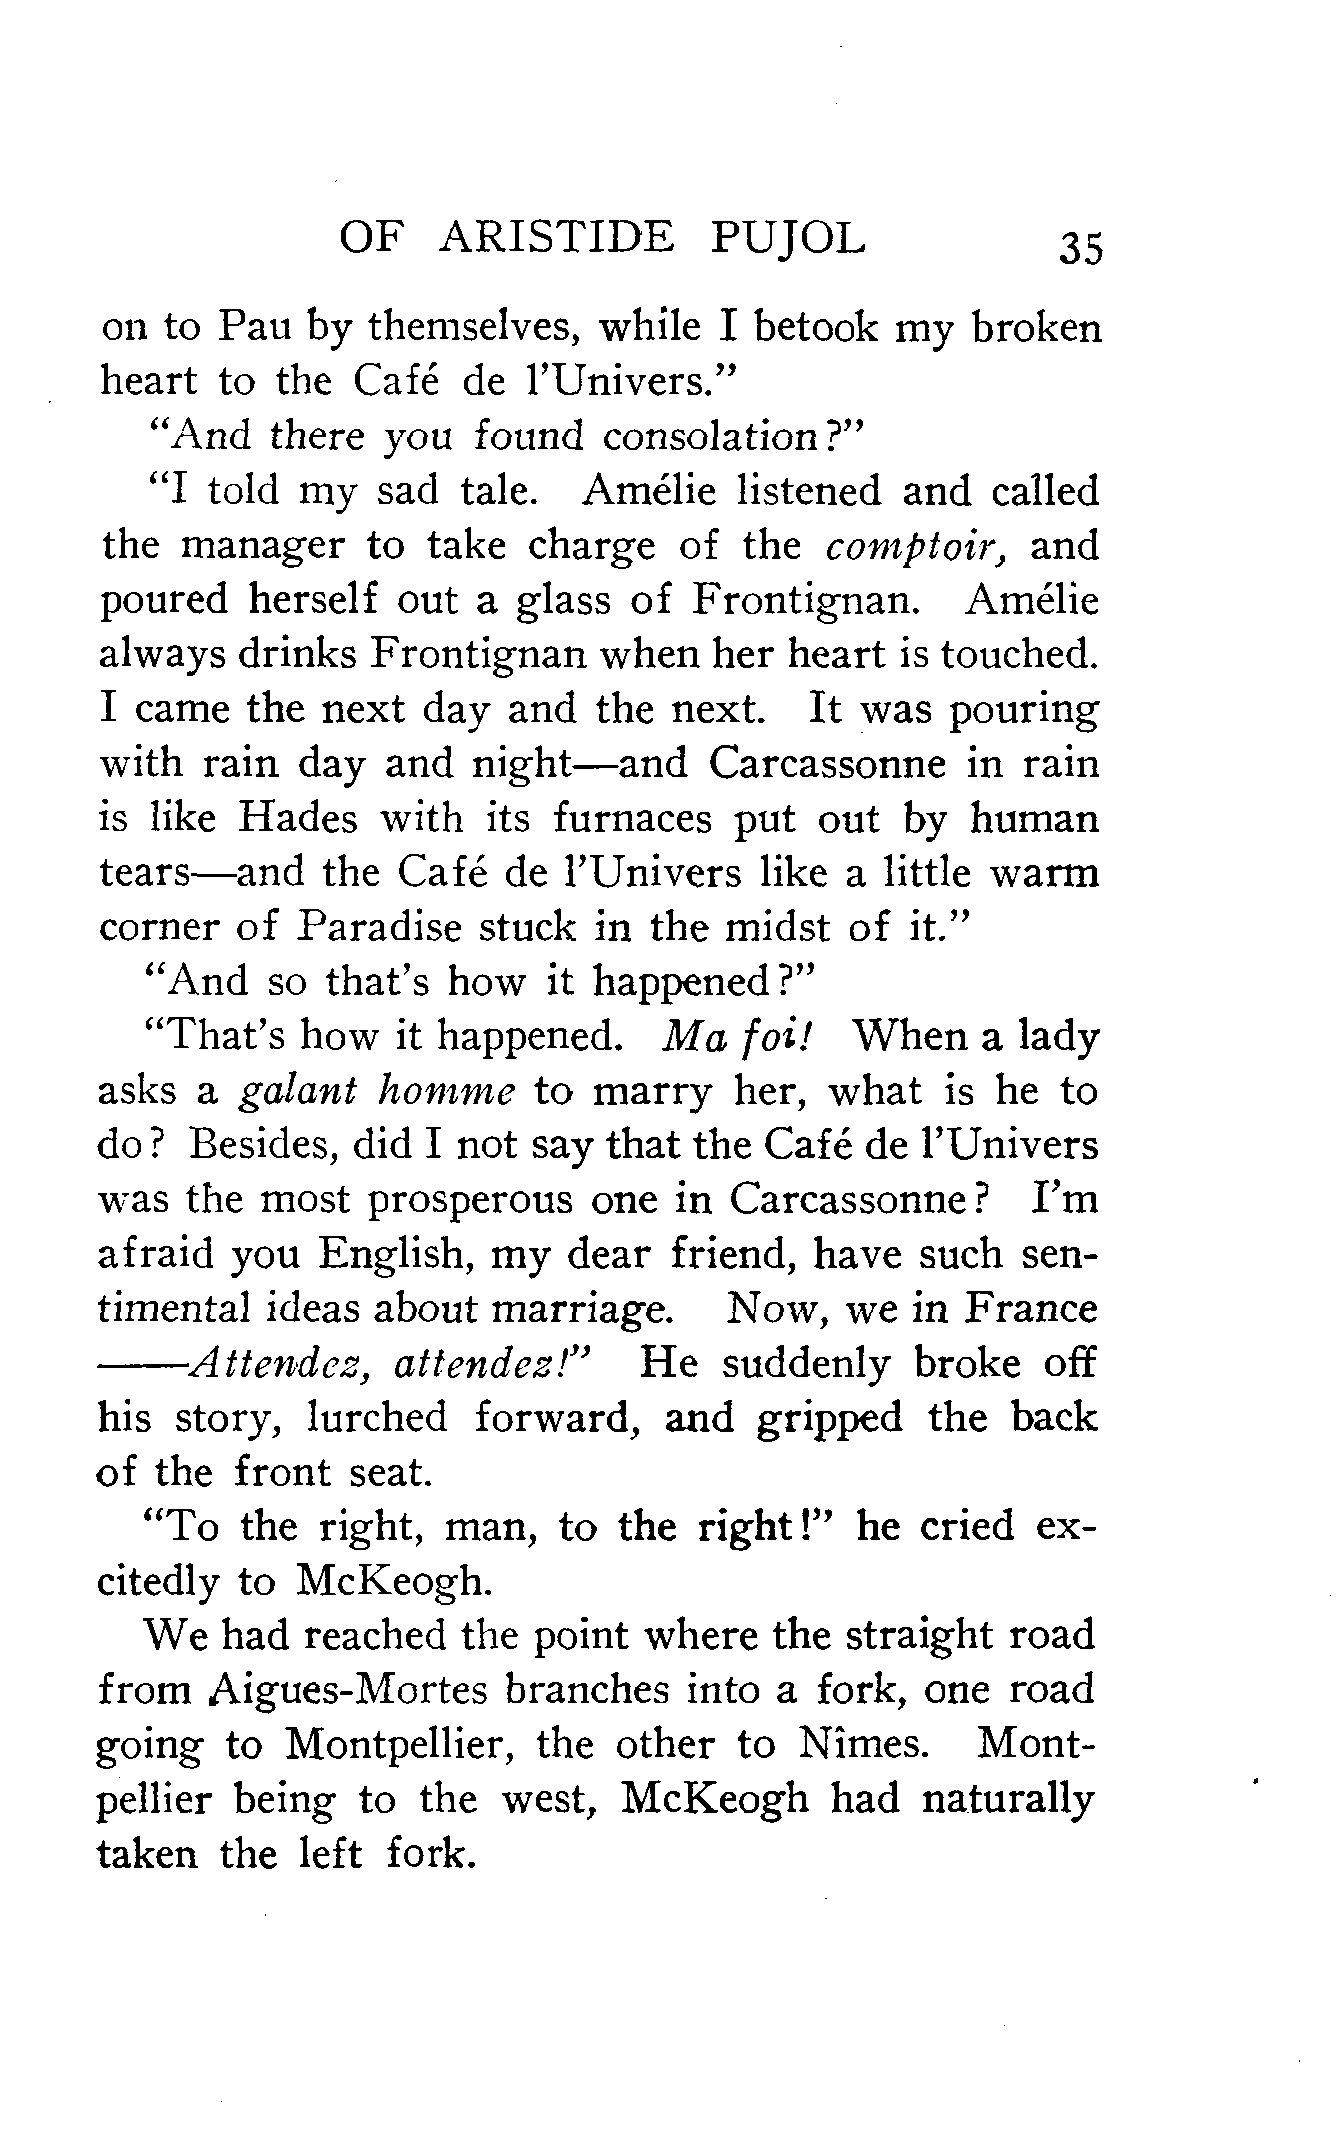 OF ARISTIDE PUJOL 35
on to Pau by themselves, while I betook my broken
heart to the Café de l'Univers."
"And there you found consolation?"
"I told my sad tale. Amélie listened and called
the manager to take charge of the comptoir, and
poured herself out a glass of Frontignan. Amélie
always drinks Frontignan when her heart is touched.
I came the next day and the next. It was pouring
with rain day and night—and Carcassonne in rain
is like Hades with its furnaces put out by human
tears—and the Café de l'Univers like a little warm
corner of Paradise stuck in the midst of it."
"And so that's how it happened?"
"That's how it happened. Ma foi! When a lady
asks a galant homme to marry her, what is he to
do? Besides, did I not say that the Café de l'Univers
was the most prosperous one in Carcassonne? I'm
afraid you English, my dear friend, have such sen-
timental ideas about marriage. Now, we in France
——Attendez, attendez!" He suddenly broke off
his story, lurched forward, and gripped the back
of the front seat.
"To the right, man, to the right!" he cried ex-
citedly to McKeogh.
We had reached the point where the straight road
from Aigues-Mortes branches into a fork, one road
going to Montpellier, the other to Nîmes. Mont-
pellier being to the west, McKeogh had naturally
taken the left fork.